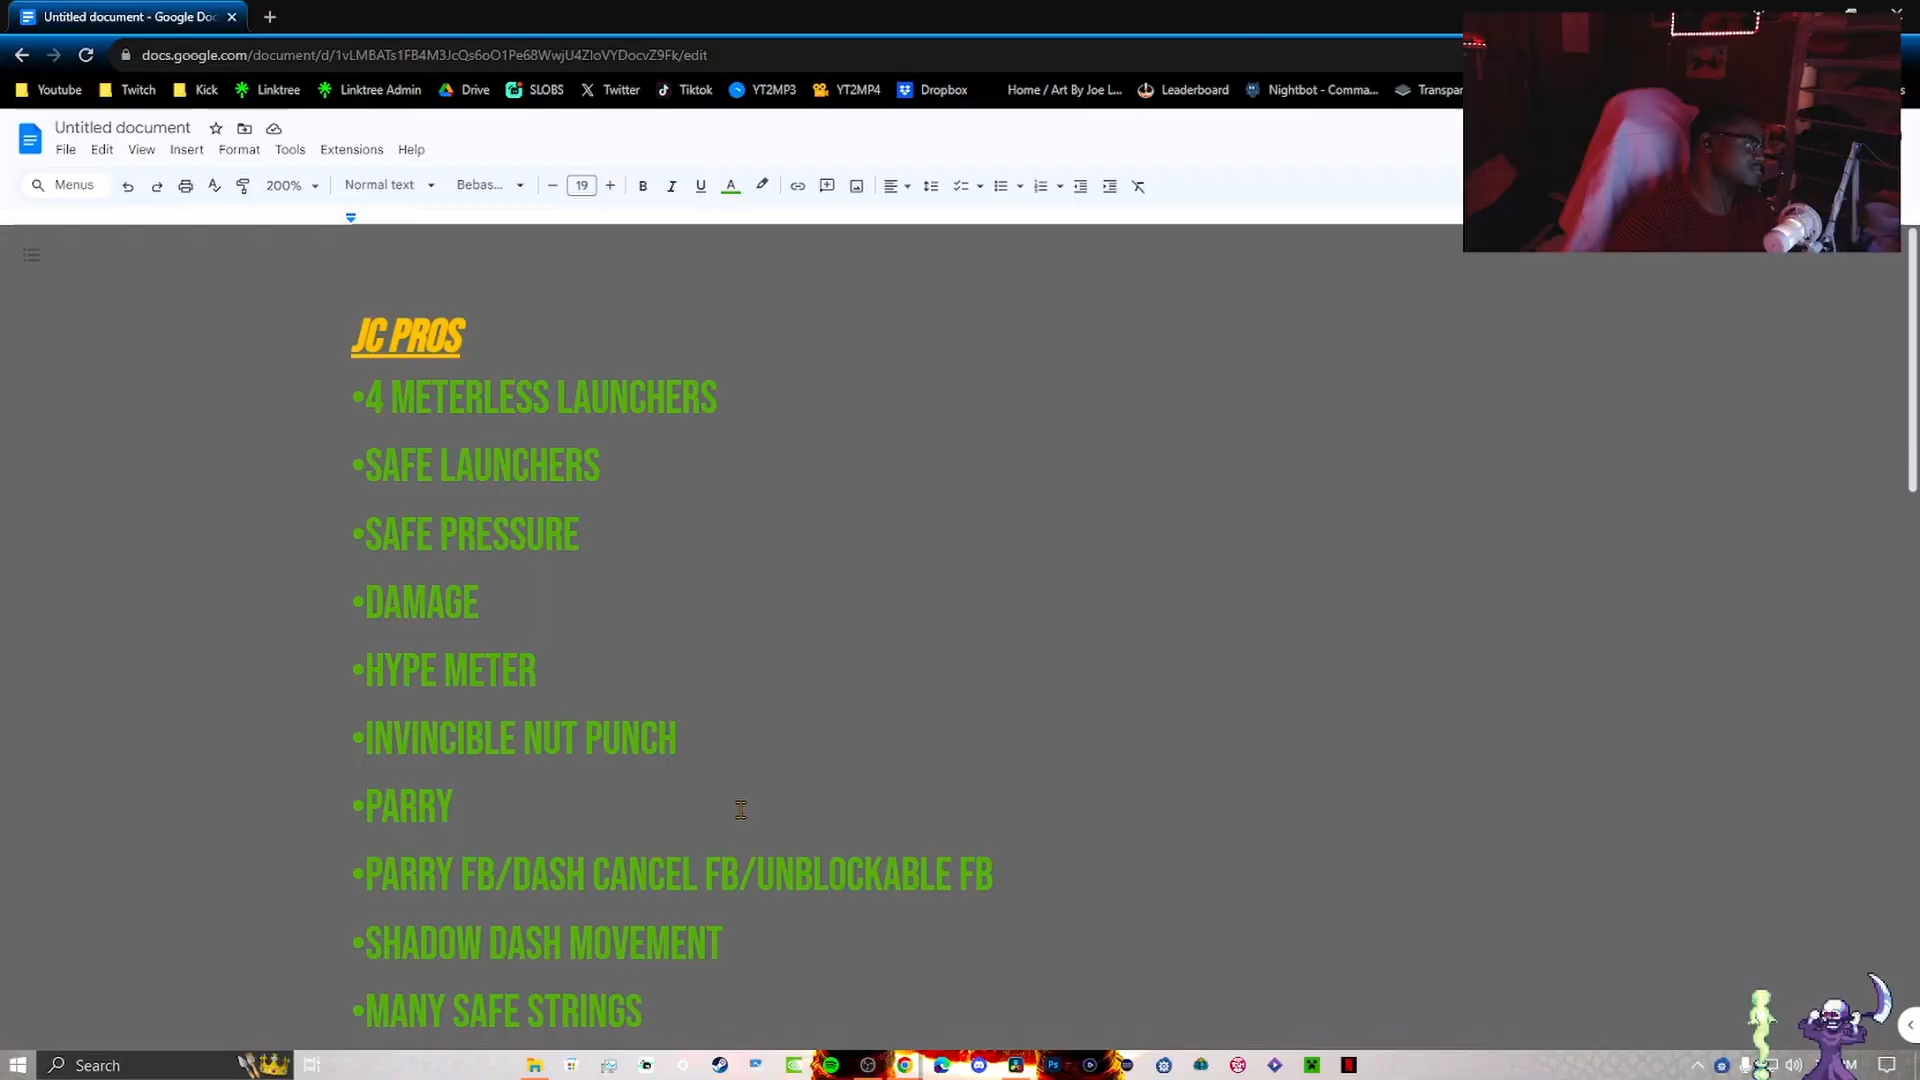 Untitled document - Google Doc
docs.google.com/document/d/1vLMBATs1FB4M3JcQs6oO1Pe68WwjU4ZloVYDocvZ9Fk/edit
Youtube Twitch Kick Linktree Linktree Admin Drive SLOBS Twitter Tiktok YT2MP3 YT2MP4 Dropbox Home / Art By Joe L... Leaderboard Nightbot - Comma... Transpar
Untitled document
File Edit View Insert Format Tools Extensions Help
Menus 200% Normal text Bebas... 19
JC PROS
•4 METERLESS LAUNCHERS
•SAFE LAUNCHERS
•SAFE PRESSURE
•DAMAGE
•HYPE METER
•INVINCIBLE NUT PUNCH
•PARRY
•PARRY FB/DASH CANCEL FB/UNBLOCKABLE FB
•SHADOW DASH MOVEMENT
•MANY SAFE STRINGS
Search